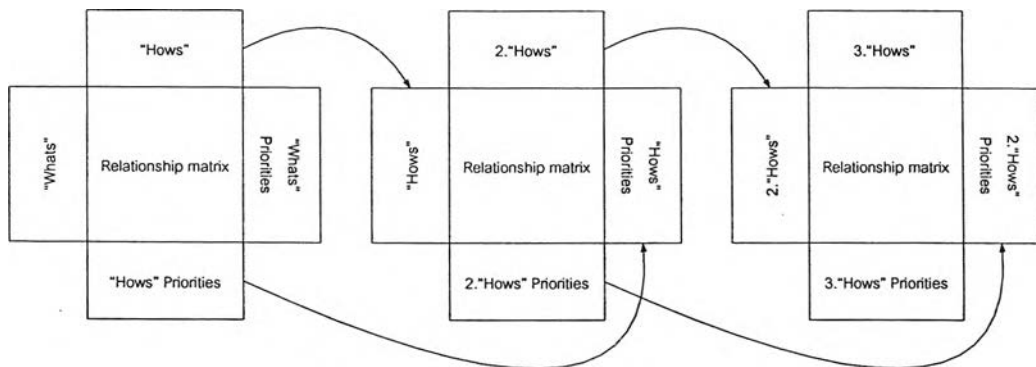 "Hows"
"Whats"
Relationship matrix
"Whats"
Priorities
"Hows" Priorities
2."Hows"
"Hows"
Relationship matrix
"Hows"
Priorities
2."Hows" Priorities
3."Hows"
2."Hows"
Relationship matrix
2."Hows"
Priorities
3."Hows" Priorities